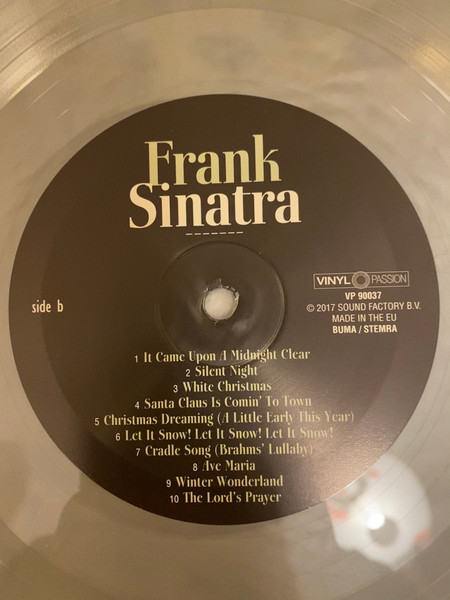 Frank
Sinatra
side b
VINYL PASSION
VP 90037
© 2017 SOUND FACTORY B.V.
MADE IN THE EU
BUMA / STEMRA
1 It Came Upon A Midnight Clear
2 Silent Night
3 White Christmas
4 Santa Claus Is Comin' To Town
5 Christmas Dreaming (A Little Early This Year)
6 Let It Snow! Let It Snow! Let It Snow!
7 Cradle Song (Brahms' Lullaby)
8 Ave Maria
9 Winter Wonderland
10 The Lord's Prayer